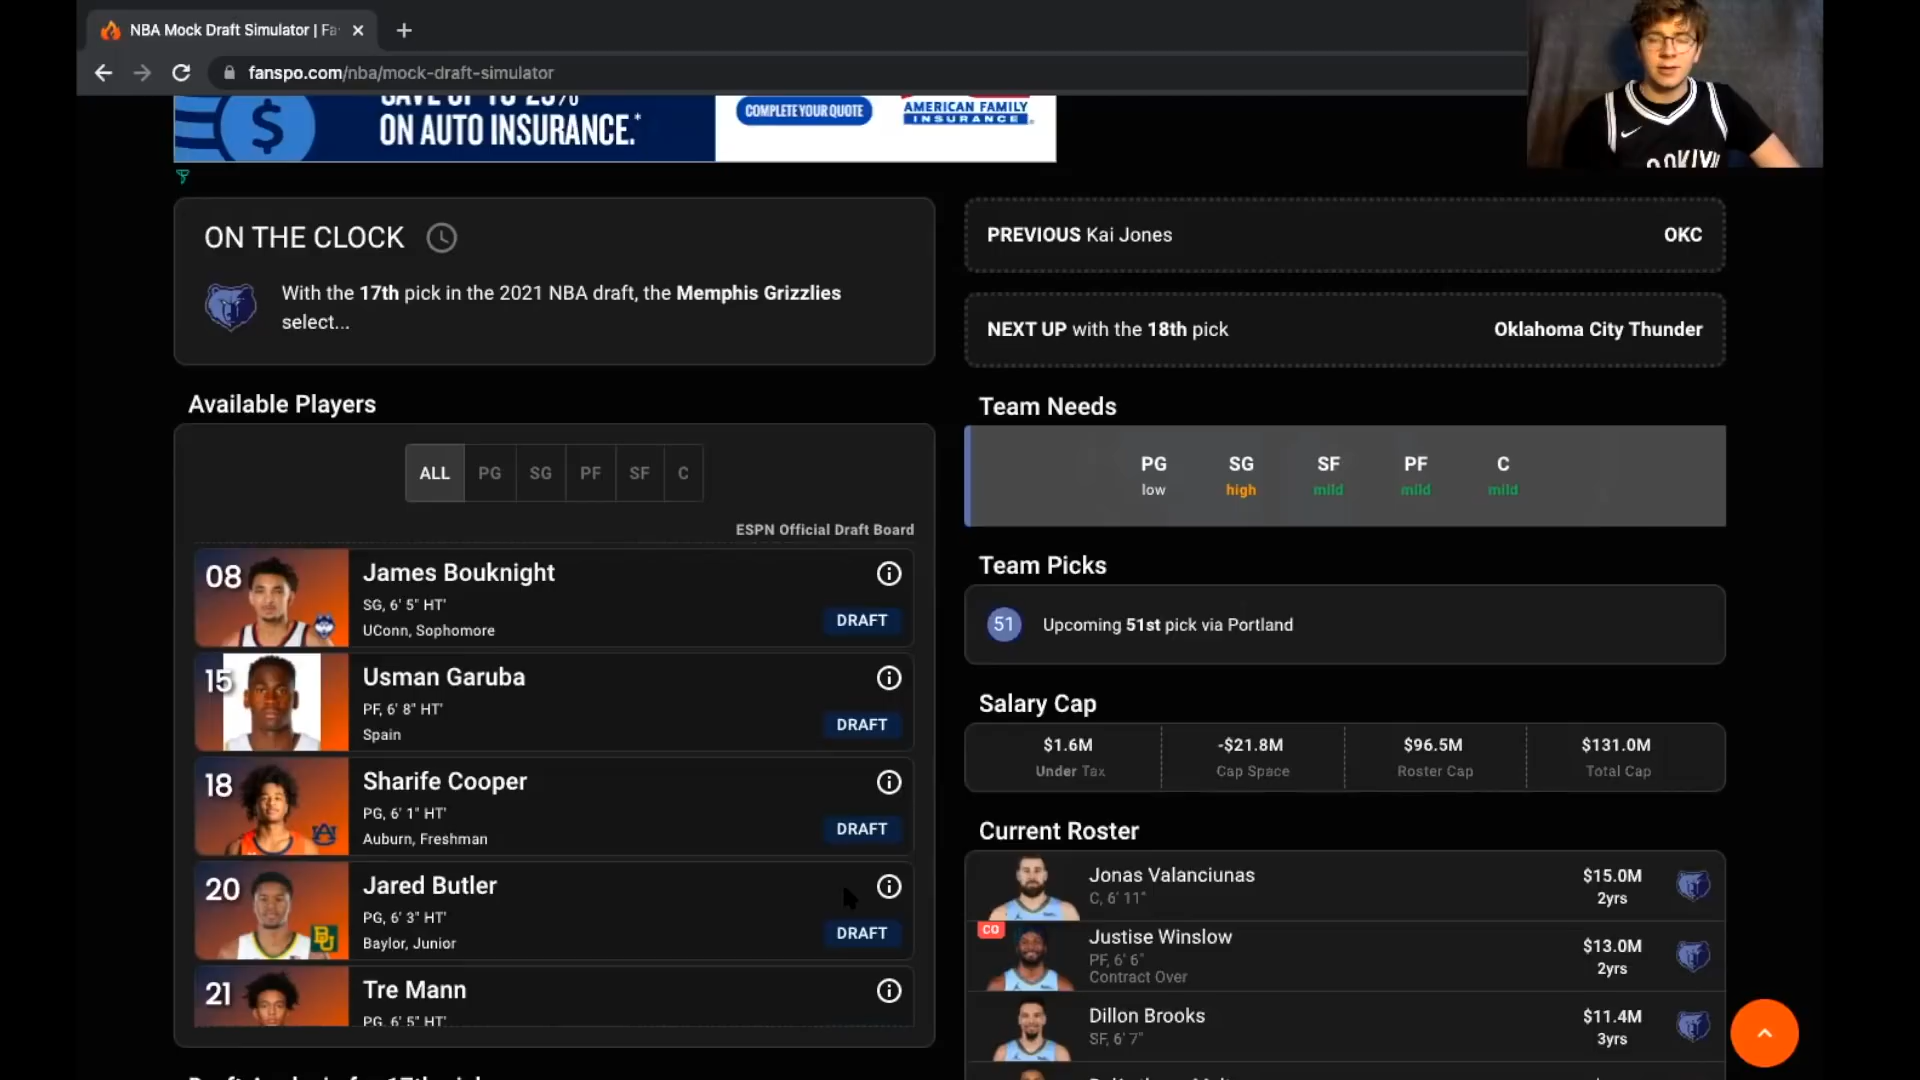 NBA Mock Draft Simulator | Fa
fanspo.com/nba/mock-draft-simulator
ON AUTO INSURANCE.*
COMPLETE YOUR QUOTE
AMERICAN FAMILY
INSURANCE
ON THE CLOCK
With the 17th pick in the 2021 NBA draft, the Memphis Grizzlies
select...
PREVIOUS Kai Jones
OKC
NEXT UP with the 18th pick
Oklahoma City Thunder
Available Players
ALL PG SG PF SF C
ESPN Official Draft Board
08
James Bouknight
SG, 6' 5" HT'
UConn, Sophomore
DRAFT
15
Usman Garuba
PF, 6' 8" HT'
Spain
DRAFT
18
Sharife Cooper
PG, 6' 1" HT'
Auburn, Freshman
DRAFT
20
Jared Butler
PG, 6' 3" HT'
Baylor, Junior
DRAFT
21
Tre Mann
PG, 6' 5" HT'
Team Needs
PG SG SF PF C
low high mild mild mild
Team Picks
51 Upcoming 51st pick via Portland
Salary Cap
$1.6M -$21.8M $96.5M $131.0M
Under Tax Cap Space Roster Cap Total Cap
Current Roster
Jonas Valanciunas
C, 6' 11"
$15.0M
2yrs
CO
Justise Winslow
PF, 6' 6"
Contract Over
$13.0M
2yrs
Dillon Brooks
SF, 6' 7"
$11.4M
3yrs